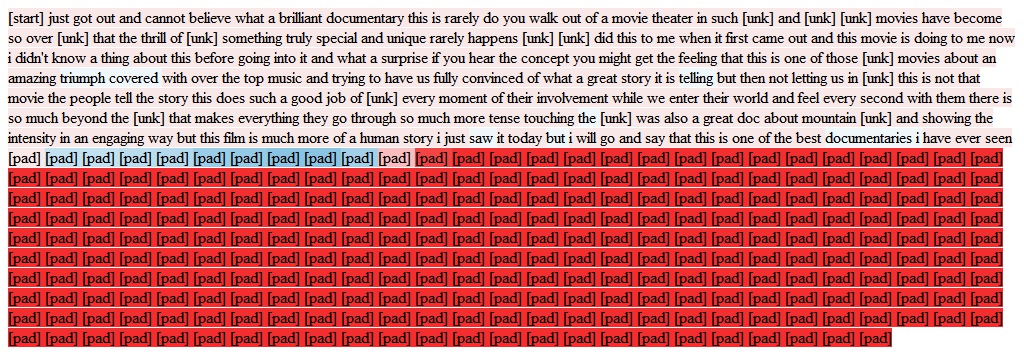 [start] just got out and cannot believe what a brilliant documentary this is rarely do you walk out of a movie theater in such [unk] and [unk] [unk] movies have become
so over [unk] that the thrill of [unk] something truly special and unique rarely happens [unk] [unk] did this to me when it first came out and this movie is doing to me now
i didn't know a thing about this before going into it and what a surprise if you hear the concept you might get the feeling that this is one of those [unk] movies about an
amazing triumph covered with over the top music and trying to have us fully convinced of what a great story it is telling but then not letting us in [unk] this is not that
movie the people tell the story this does such a good job of [unk] every moment of their involvement while we enter their world and feel every second with them there is
so much beyond the [unk] that makes everything they go through so much more tense touching the [unk] was also a great doc about mountain [unk] and showing the
intensity in an engaging way but this film is much more of a human story i just saw it today but i will go and say that this is one of the best documentaries i have ever seen
[pad] [pad] [pad] [pad] [pad] [pad] [pad] [pad] [pad] [pad] [pad] [pad] [pad] [pad] [pad] [pad] [pad] [pad] [pad] [pad] [pad] [pad] [pad] [pad] [pad] [pad] [pad]
[pad] [pad] [pad] [pad] [pad] [pad] [pad] [pad] [pad] [pad] [pad] [pad] [pad] [pad] [pad] [pad] [pad] [pad] [pad] [pad] [pad] [pad] [pad] [pad] [pad] [pad] [pad]
[pad] [pad] [pad] [pad] [pad] [pad] [pad] [pad] [pad] [pad] [pad] [pad] [pad] [pad] [pad] [pad] [pad] [pad] [pad] [pad] [pad] [pad] [pad] [pad] [pad] [pad] [pad]
[pad] [pad] [pad] [pad] [pad] [pad] [pad] [pad] [pad] [pad] [pad] [pad] [pad] [pad] [pad] [pad] [pad] [pad] [pad] [pad] [pad] [pad] [pad] [pad] [pad] [pad] [pad]
[pad] [pad] [pad] [pad] [pad] [pad] [pad] [pad] [pad] [pad] [pad] [pad] [pad] [pad] [pad] [pad] [pad] [pad] [pad] [pad] [pad] [pad] [pad] [pad] [pad] [pad] [pad]
[pad] [pad] [pad] [pad] [pad] [pad] [pad] [pad] [pad] [pad] [pad] [pad] [pad] [pad] [pad] [pad] [pad] [pad] [pad] [pad] [pad] [pad] [pad] [pad] [pad] [pad] [pad]
[pad] [pad] [pad] [pad] [pad] [pad] [pad] [pad] [pad] [pad] [pad] [pad] [pad] [pad] [pad] [pad] [pad] [pad] [pad] [pad] [pad] [pad] [pad] [pad] [pad] [pad] [pad]
[pad] [pad] [pad] [pad] [pad] [pad] [pad] [pad] [pad] [pad] [pad] [pad] [pad] [pad] [pad] [pad] [pad] [pad] [pad] [pad] [pad] [pad] [pad] [pad] [pad] [pad] [pad]
[pad] [pad] [pad] [pad] [pad] [pad] [pad] [pad] [pad] [pad] [pad] [pad] [pad] [pad] [pad] [pad] [pad] [pad] [pad] [pad] [pad] [pad] [pad] [pad] [pad] [pad] [pad]
[pad] [pad] [pad] [pad] [pad] [pad] [pad] [pad] [pad] [pad] [pad] [pad] [pad] [pad] [pad] [pad] [pad] [pad] [pad] [pad] [pad] [pad] [pad] [pad]